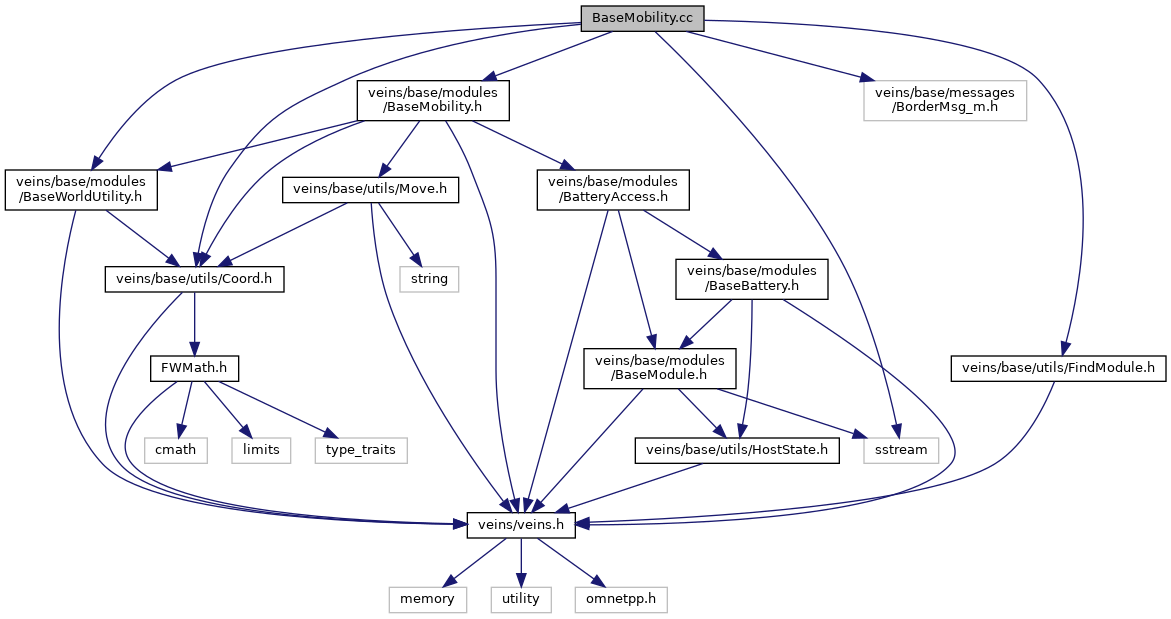 BaseMobility.cc
veins/base/modules
/BaseMobility.h
veins/base/messages
/BorderMsg_m.h
veins/base/modules
/BaseWorldUtility.h
veins/base/utils/Move.h
veins/base/modules
/BatteryAccess.h
veins/base/utils/Coord.h
string
veins/base/modules
/BaseBattery.h
FWMath.h
veins/base/modules
/BaseModule.h
veins/base/utils/FindModule.h
cmath
limits
type_traits
veins/base/utils/HostState.h
sstream
veins/veins.h
memory
utility
omnetpp.h